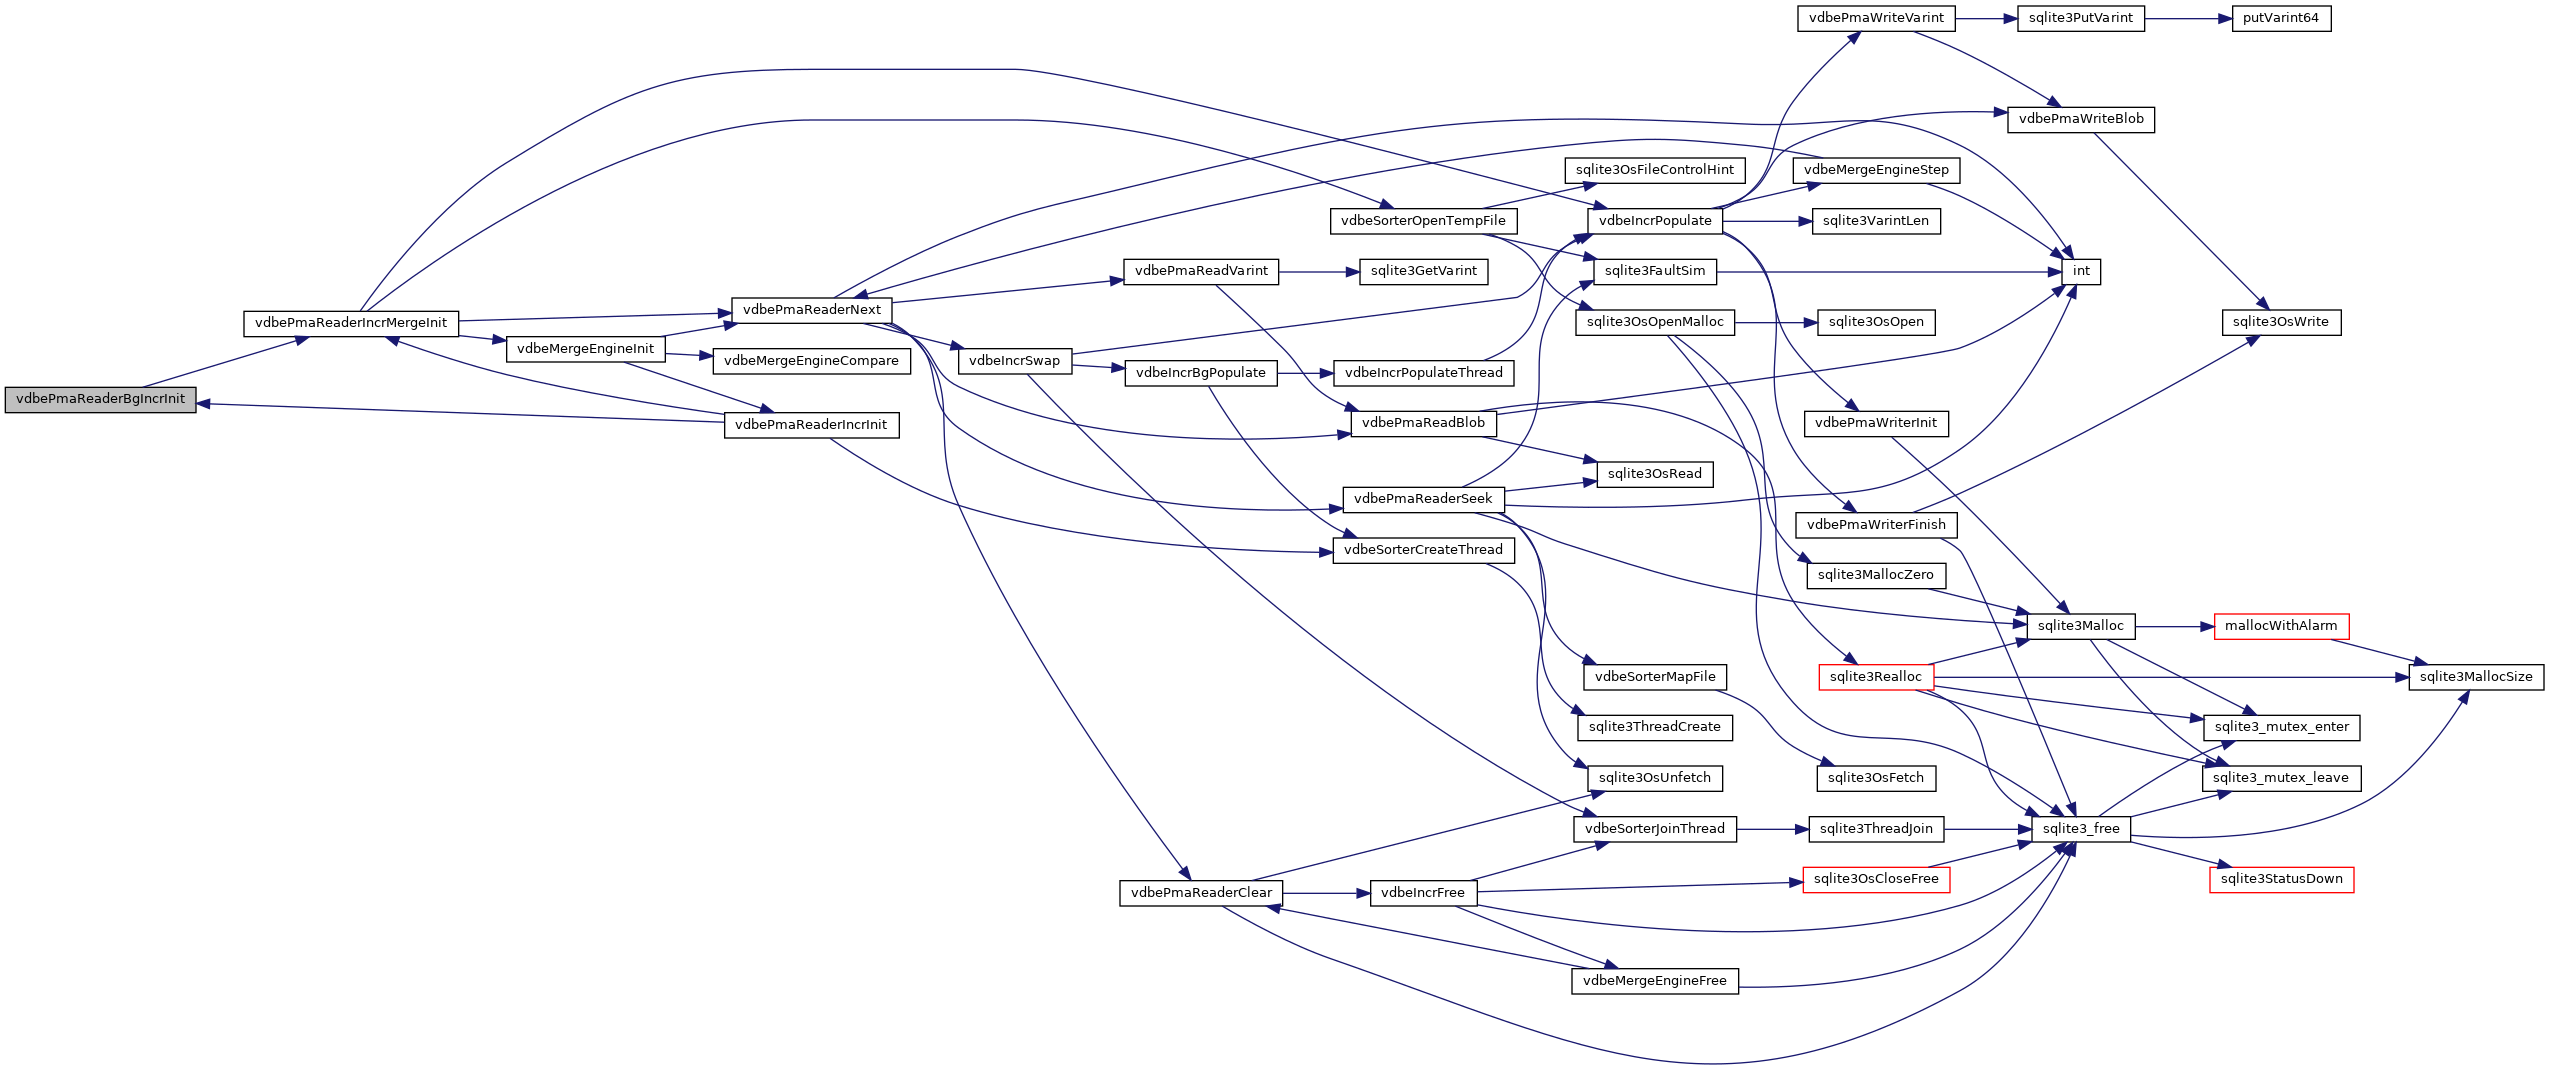 vdbePmaWriteVarint
sqlite3PutVarint
putVarint64
vdbePmaWriteBlob
sqlite3OsFileControlHint
vdbeMergeEngineStep
vdbeSorterOpenTempFile
vdbeIncrPopulate
sqlite3VarintLen
vdbePmaReadVarint
sqlite3GetVarint
sqlite3FaultSim
int
vdbePmaReaderNext
vdbePmaReaderIncrMergeInit
sqlite3OsOpenMalloc
sqlite3OsOpen
sqlite3OsWrite
vdbeMergeEngineInit
vdbeMergeEngineCompare
vdbeIncrSwap
vdbeIncrBgPopulate
vdbeIncrPopulateThread
vdbePmaReaderBgIncrInit
vdbePmaReaderIncrInit
vdbePmaReadBlob
vdbePmaWriterInit
sqlite3OsRead
vdbePmaReaderSeek
vdbePmaWriterFinish
vdbeSorterCreateThread
sqlite3MallocZero
sqlite3Malloc
mallocWithAlarm
vdbeSorterMapFile
sqlite3Realloc
sqlite3MallocSize
sqlite3ThreadCreate
sqlite3_mutex_enter
sqlite3OsUnfetch
sqlite3OsFetch
sqlite3_mutex_leave
vdbeSorterJoinThread
sqlite3ThreadJoin
sqlite3_free
vdbePmaReaderClear
vdbeIncrFree
sqlite3OsCloseFree
sqlite3StatusDown
vdbeMergeEngineFree